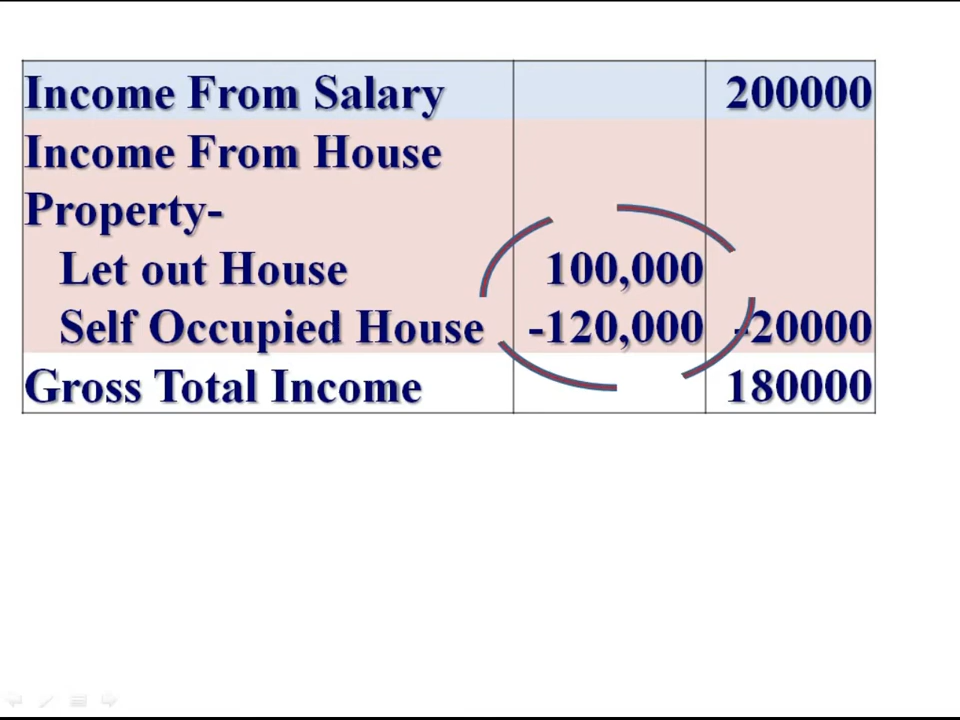 Income From Salary 200000
Income From House
Property-
Let out House 100,000
Self Occupied House -120,000 -20000
Gross Total Income 180000